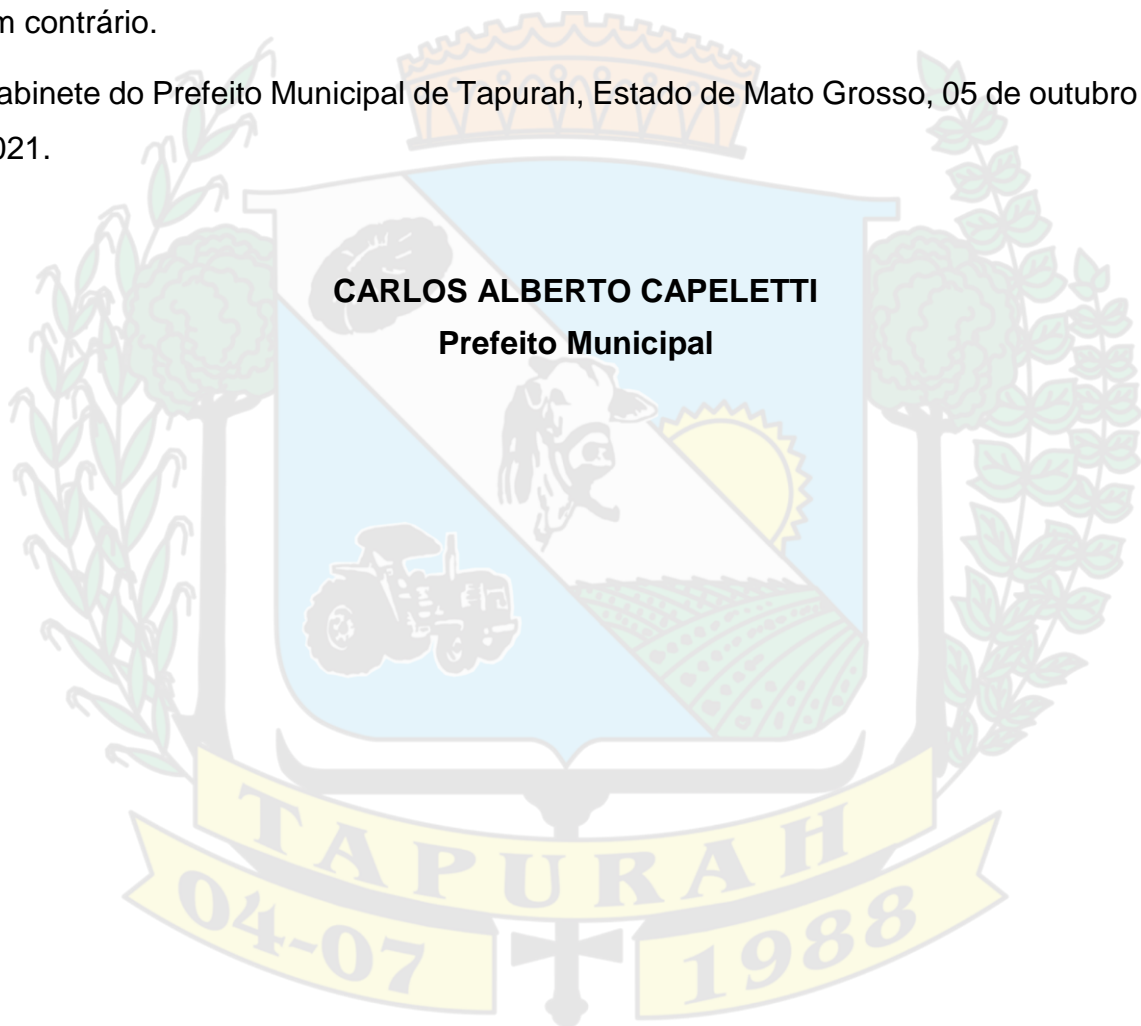 m contrário.
abinete do Prefeito Municipal de Tapurah, Estado de Mato Grosso, 05 de outubro
021.
CARLOS ALBERTO CAPELETTI
Prefeito Municipal
TAPURAH
04-07 1988